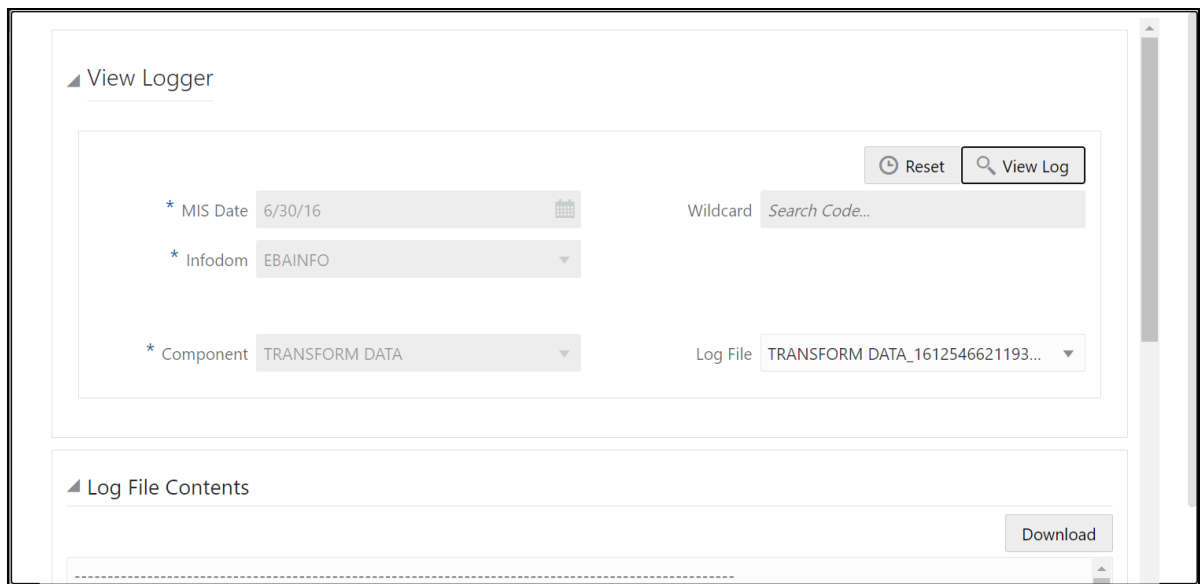 View Logger
Reset View Log
* MIS Date 6/30/16 Wildcard Search Code...
* Infodom EBAINFO
* Component TRANSFORM DATA Log File TRANSFORM DATA_1612546621193...
Log File Contents
Download
----------------------------------------------------------------------------------------------------